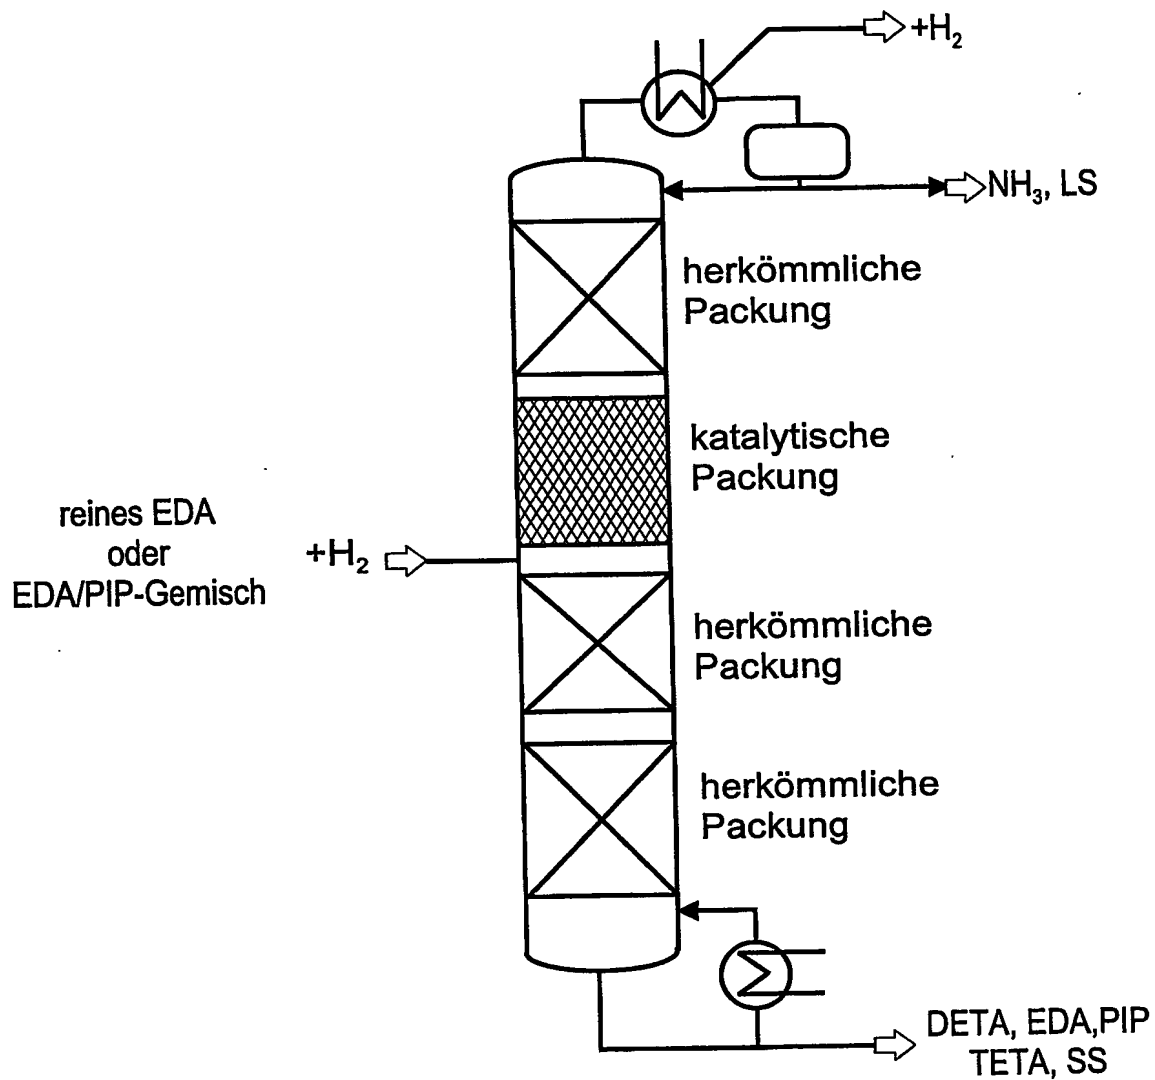 +H₂
NH₃, LS
herkömmliche
Packung
katalytische
Packung
reines EDA
oder
EDA/PIP-Gemisch
+H₂
herkömmliche
Packung
herkömmliche
Packung
DETA, EDA,PIP
TETA, SS